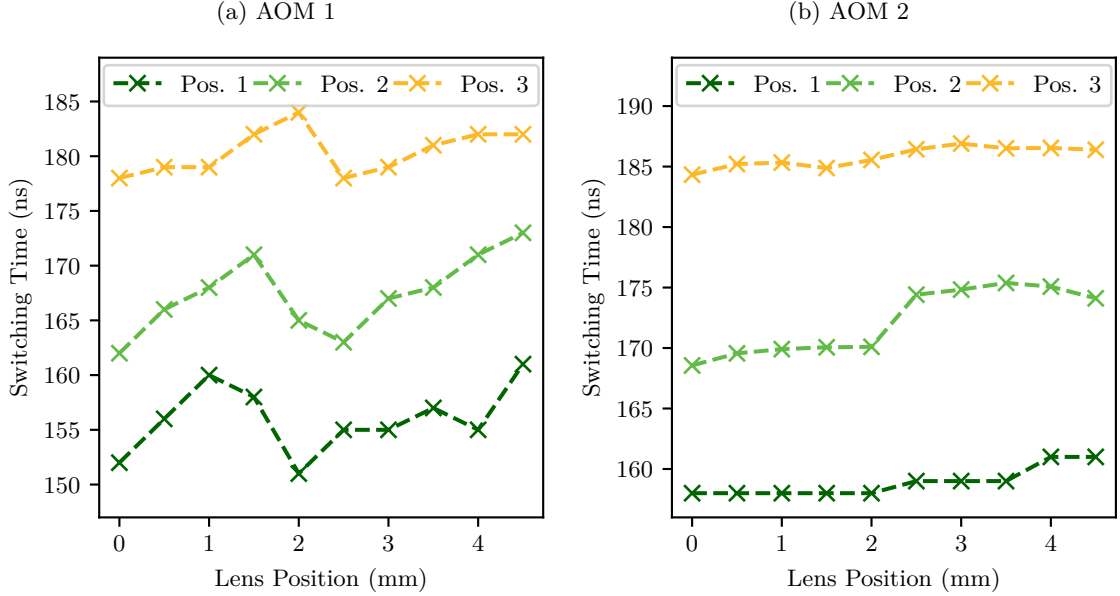 (a) AOM 1
Pos. 1 Pos. 2 Pos. 3
185
180
175
170
165
160
155
150
Switching Time (ns)
0 1 2 3 4
Lens Position (mm)
(b) AOM 2
Pos. 1 Pos. 2 Pos. 3
190
185
180
175
170
165
160
Switching Time (ns)
0 1 2 3 4
Lens Position (mm)